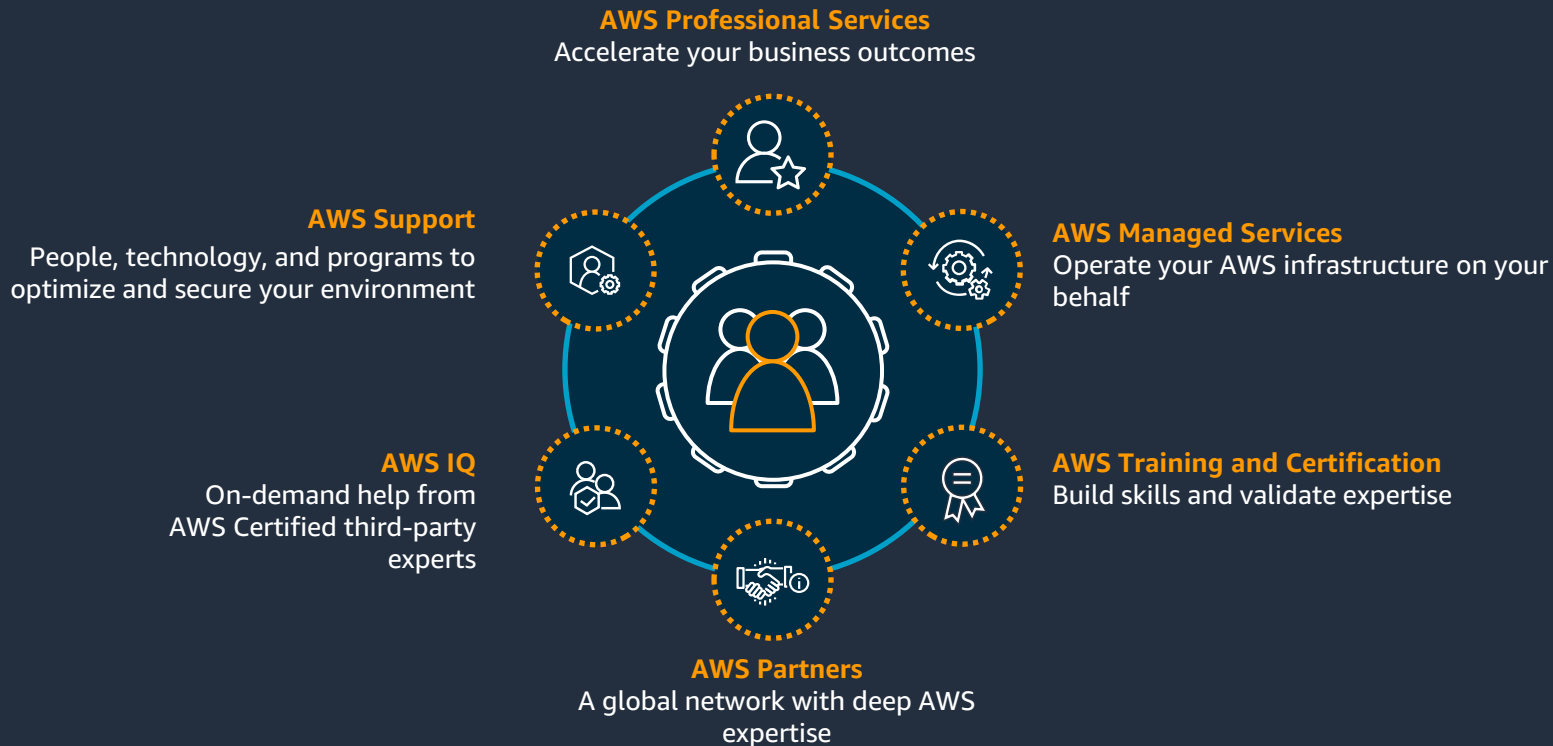 AWS Professional Services
Accelerate your business outcomes
AWS Support
People, technology, and programs to
optimize and secure your environment
AWS Managed Services
Operate your AWS infrastructure on your
behalf
AWS IQ
On-demand help from
AWS Certified third-party
experts
AWS Training and Certification
Build skills and validate expertise
AWS Partners
A global network with deep AWS
expertise